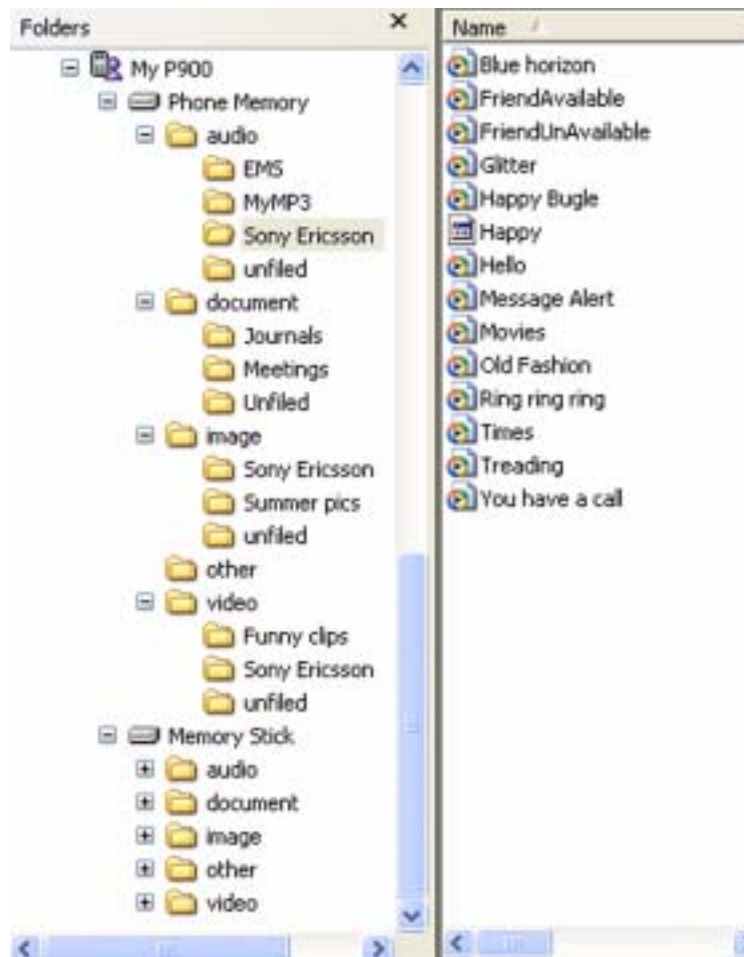 Folders
My P900
Phone Memory
audio
EMS
MyMP3
Sony Ericsson
unfiled
document
Journals
Meetings
Unfiled
image
Sony Ericsson
Summer pics
unfiled
other
video
Funny clips
Sony Ericsson
unfiled
Memory Stick
audio
document
image
other
video
Name
Blue horizon
FriendAvailable
FriendUnAvailable
Glitter
Happy Bugle
Happy
Hello
Message Alert
Movies
Old Fashion
Ring ring ring
Times
Treading
You have a call